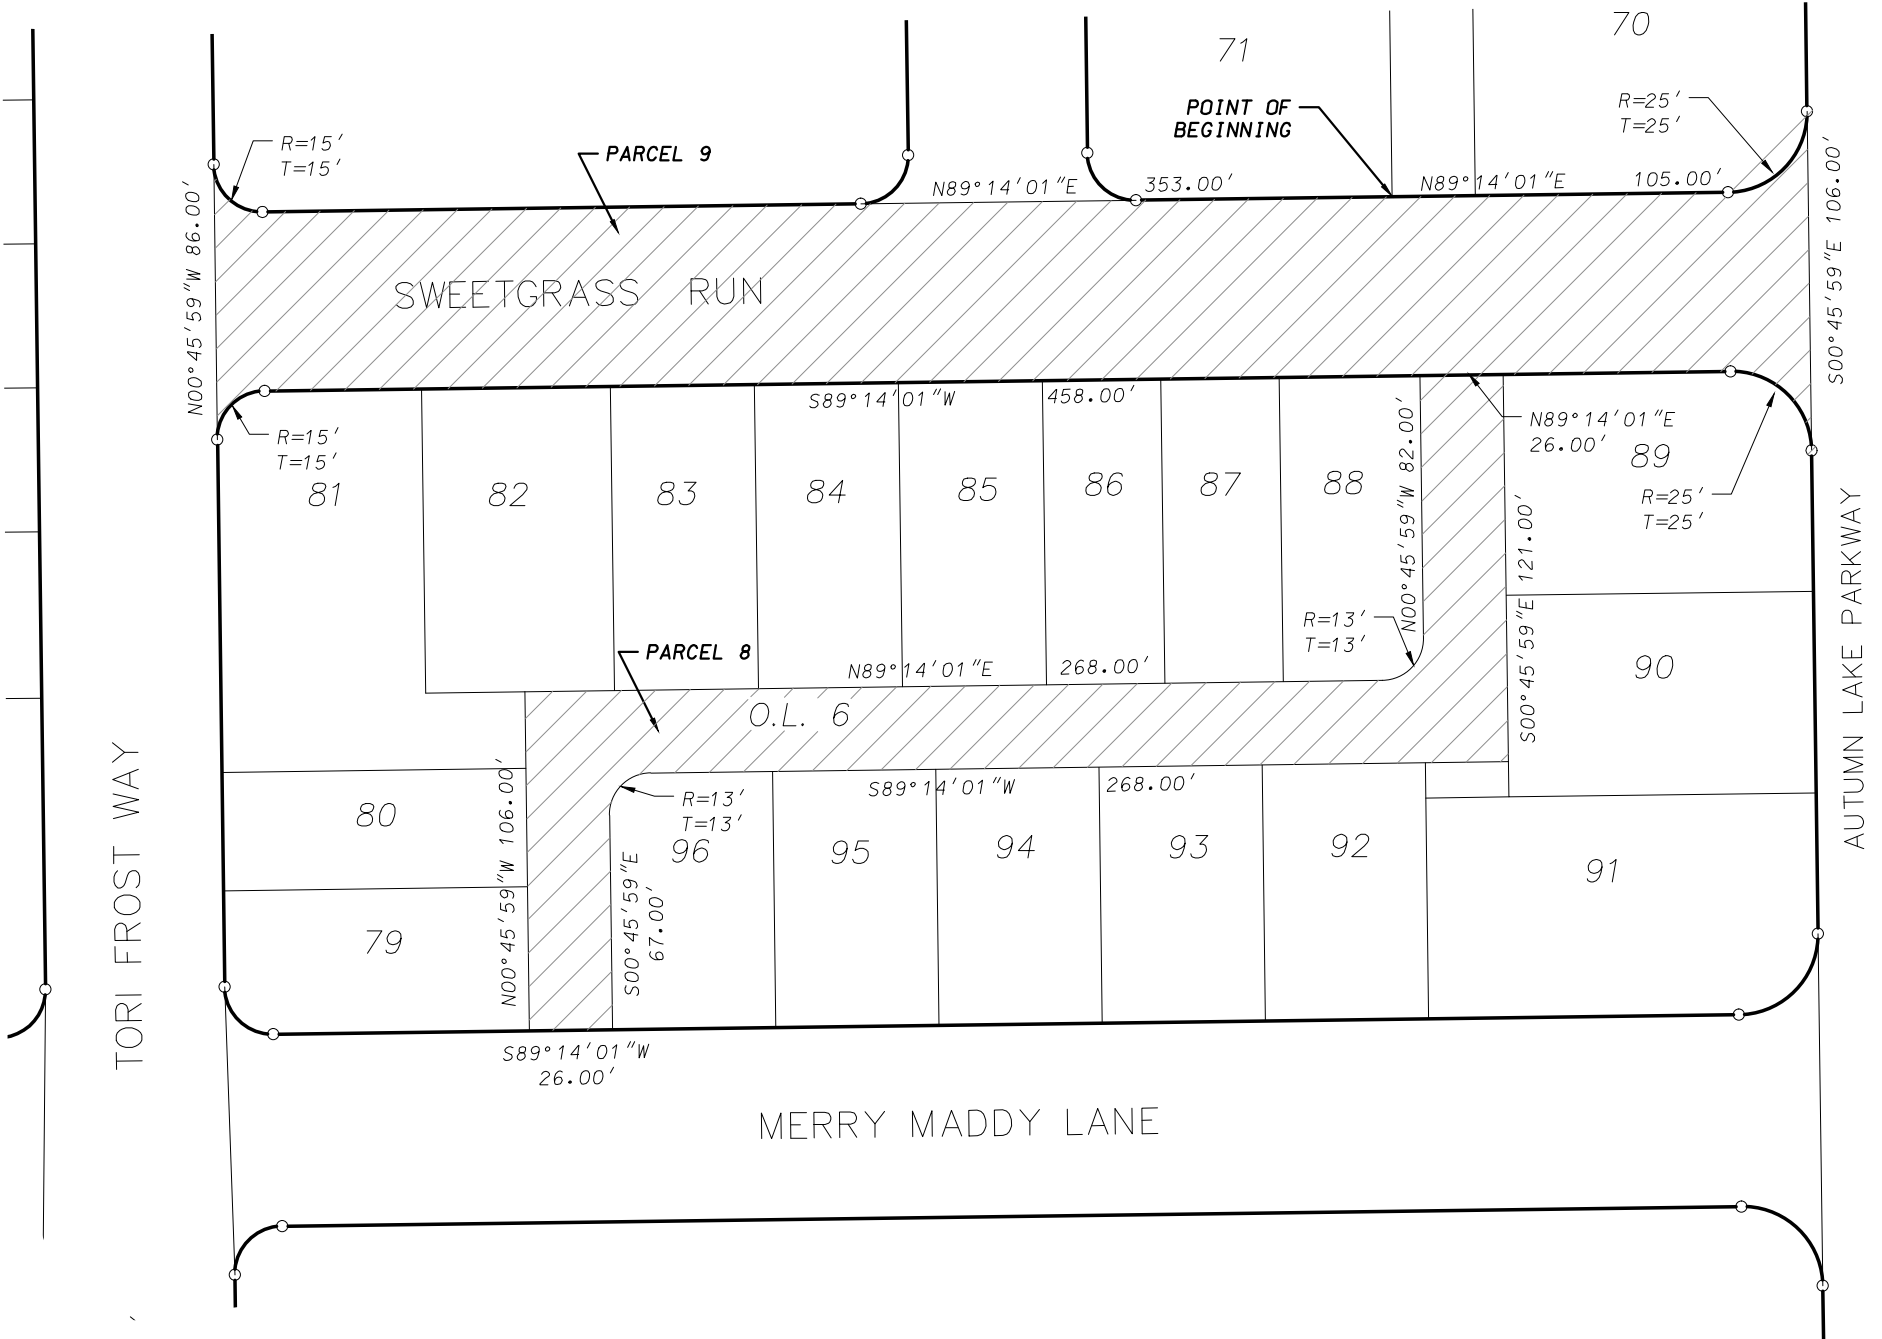 70
71
POINT OF
BEGINNING
R=25'
T=25'
R=15'
T=15'
PARCEL 9
N89°14'01"E 353.00'
N89°14'01"E 105.00'
N00°45'59"W 86.00'
S00°45'59"E 106.00'
SWEETGRASS RUN
S89°14'01"W 458.00'
N89°14'01"E
26.00'
R=15'
T=15'
R=25'
T=25'
81
82
83
84
85
86
87
88
89
N00°45'59"W 82.00'
S00°45'59"E 121.00'
R=13'
T=13'
PARCEL 8
N89°14'01"E 268.00'
90
O.L. 6
AUTUMN LAKE PARKWAY
TORI FROST WAY
S89°14'01"W 268.00'
R=13'
T=13'
80
N00°45'59"W 106.00'
96
95
94
93
92
91
79
S00°45'59"E
67.00'
S89°14'01"W
26.00'
MERRY MADDY LANE